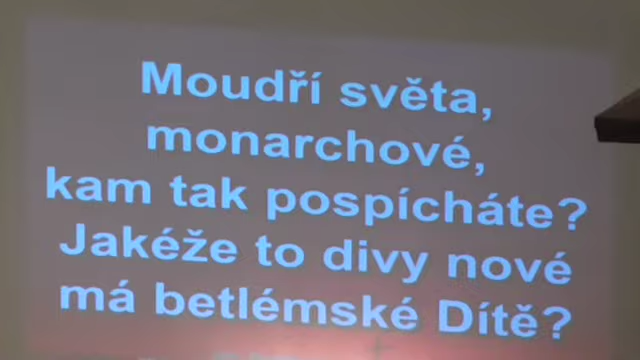 Moudří světa,
monarchové,
kam tak pospícháte?
Jakéže to divy nové
má betlémské Dítě?